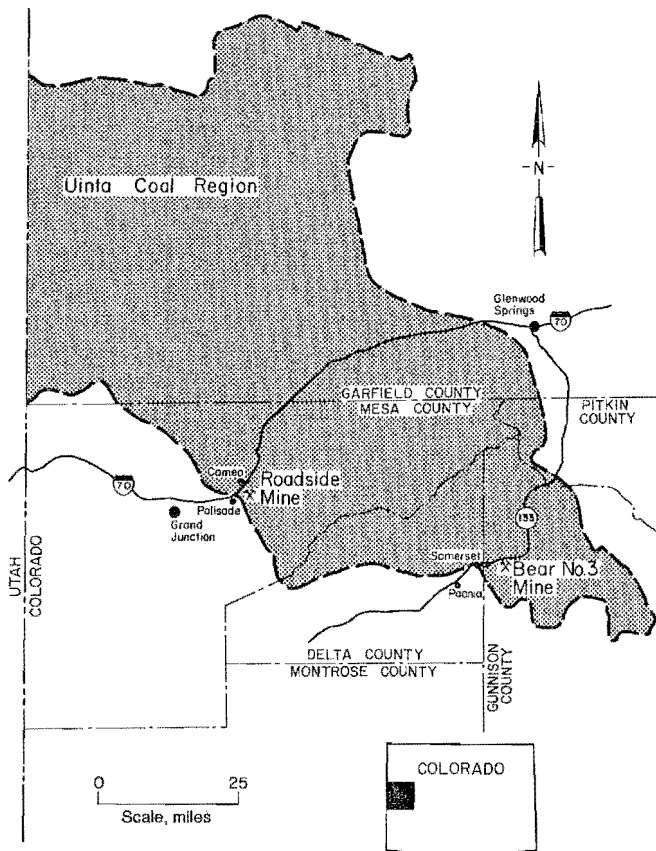 Uinta Coal Region
N
Glenwood
Springs
70
GARFIELD COUNTY
MESA COUNTY
PITKIN
COUNTY
Cameo
Roadside
Mine
70
Palisade
Grand
Junction
133
Somerset
Bear No.3
Mine
Paonia
UTAH
COLORADO
DELTA COUNTY
MONTROSE COUNTY
GUNNISON
COUNTY
COLORADO
0 25
Scale, miles